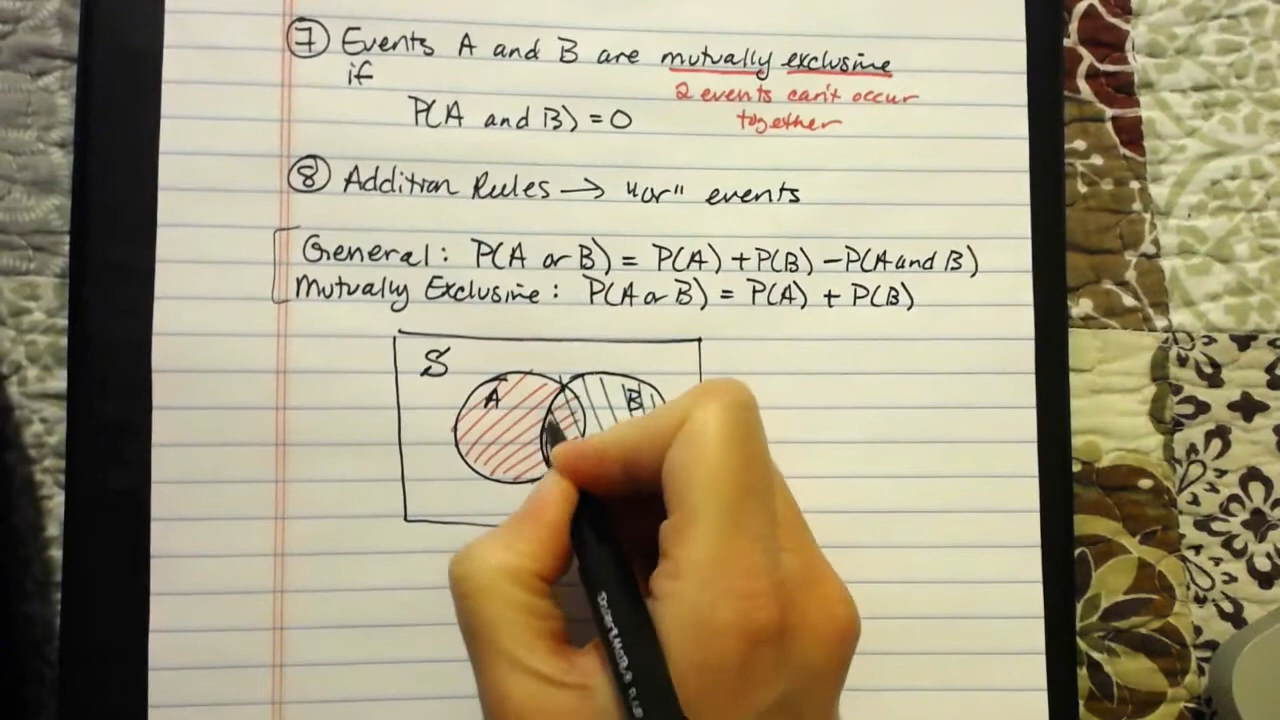 ⑦ Events A and B are mutually exclusive
if
2 events can't occur
P(A and B) = 0
together
⑧ Addition Rules → "or" events
General: P(A or B) = P(A) + P(B) - P(A and B)
Mutually Exclusive: P(A or B) = P(A) + P(B)
S
A
B